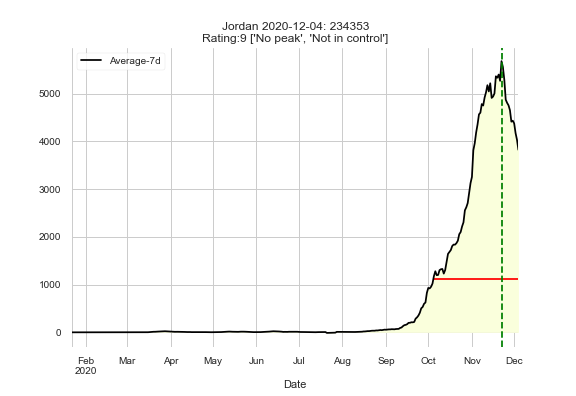 Jordan 2020-12-04: 234353
Rating:9 ['No peak', 'Not in control']
Average-7d
5000
4000
3000
2000
1000
0
Feb Mar Apr May Jun Jul Aug Sep Oct Nov Dec
2020
Date